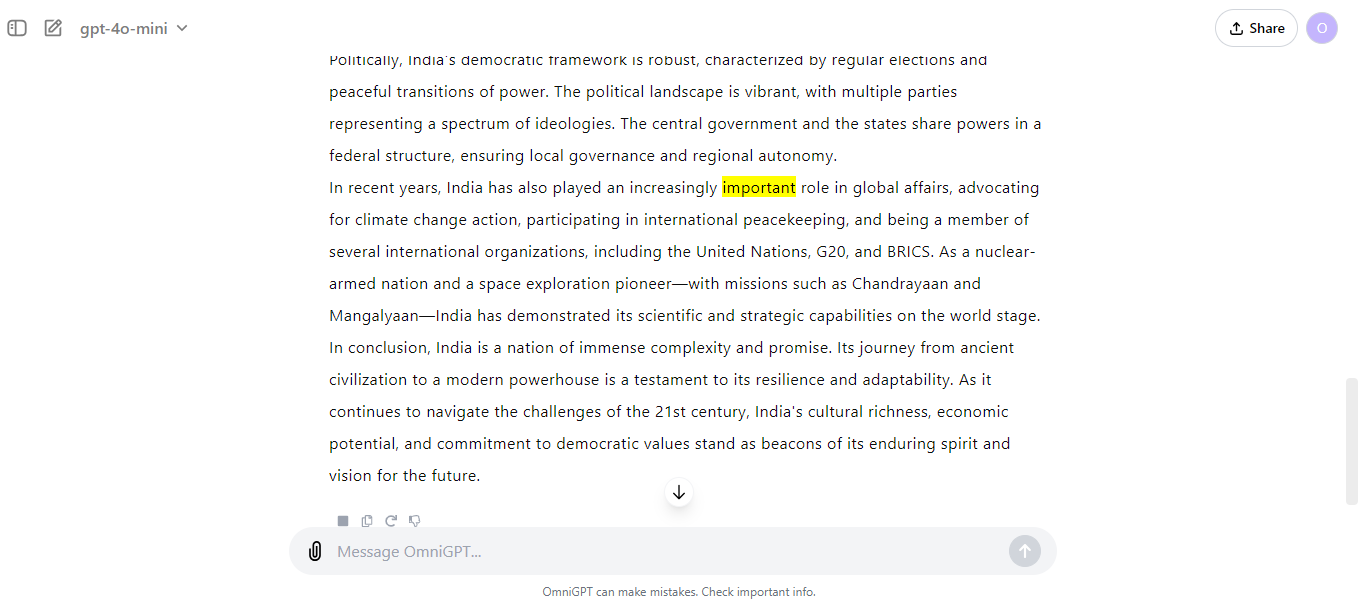 gpt-4o-mini
Share
O
Politically, India's democratic framework is robust, characterized by regular elections and
peaceful transitions of power. The political landscape is vibrant, with multiple parties
representing a spectrum of ideologies. The central government and the states share powers in a
federal structure, ensuring local governance and regional autonomy.
In recent years, India has also played an increasingly important role in global affairs, advocating
for climate change action, participating in international peacekeeping, and being a member of
several international organizations, including the United Nations, G20, and BRICS. As a nuclear-
armed nation and a space exploration pioneer—with missions such as Chandrayaan and
Mangalyaan—India has demonstrated its scientific and strategic capabilities on the world stage.
In conclusion, India is a nation of immense complexity and promise. Its journey from ancient
civilization to a modern powerhouse is a testament to its resilience and adaptability. As it
continues to navigate the challenges of the 21st century, India's cultural richness, economic
potential, and commitment to democratic values stand as beacons of its enduring spirit and
vision for the future.
Message OmniGPT...
OmniGPT can make mistakes. Check important info.